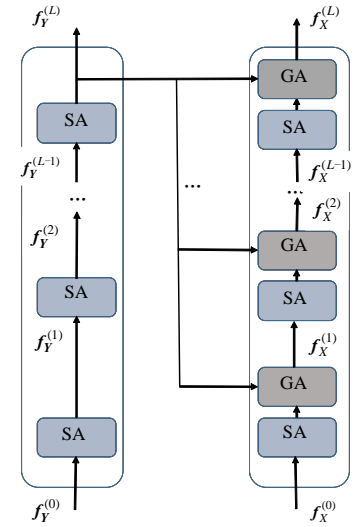 f_Y^(L)
SA
f_Y^(L-1)
...
f_Y^(2)
SA
f_Y^(1)
SA
f_Y^(0)
...
f_X^(L)
GA
SA
f_X^(L-1)
...
f_X^(2)
GA
SA
f_X^(1)
GA
SA
f_X^(0)